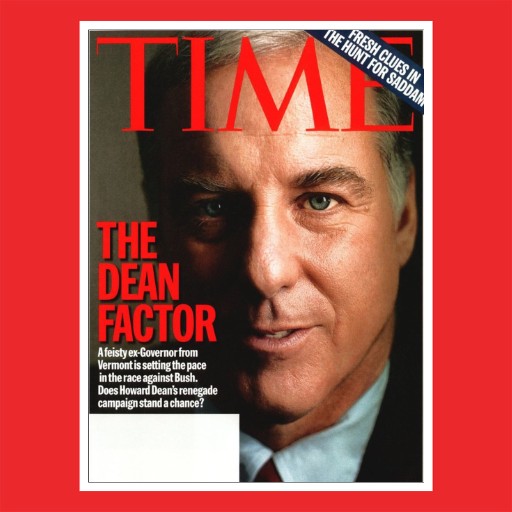 TIME
FRESH CLUES IN
THE HUNT FOR SADDAM
THE
DEAN
FACTOR
A feisty ex-Governor from
Vermont is setting the pace
in the race against Bush.
Does Howard Dean's renegade
campaign stand a chance?